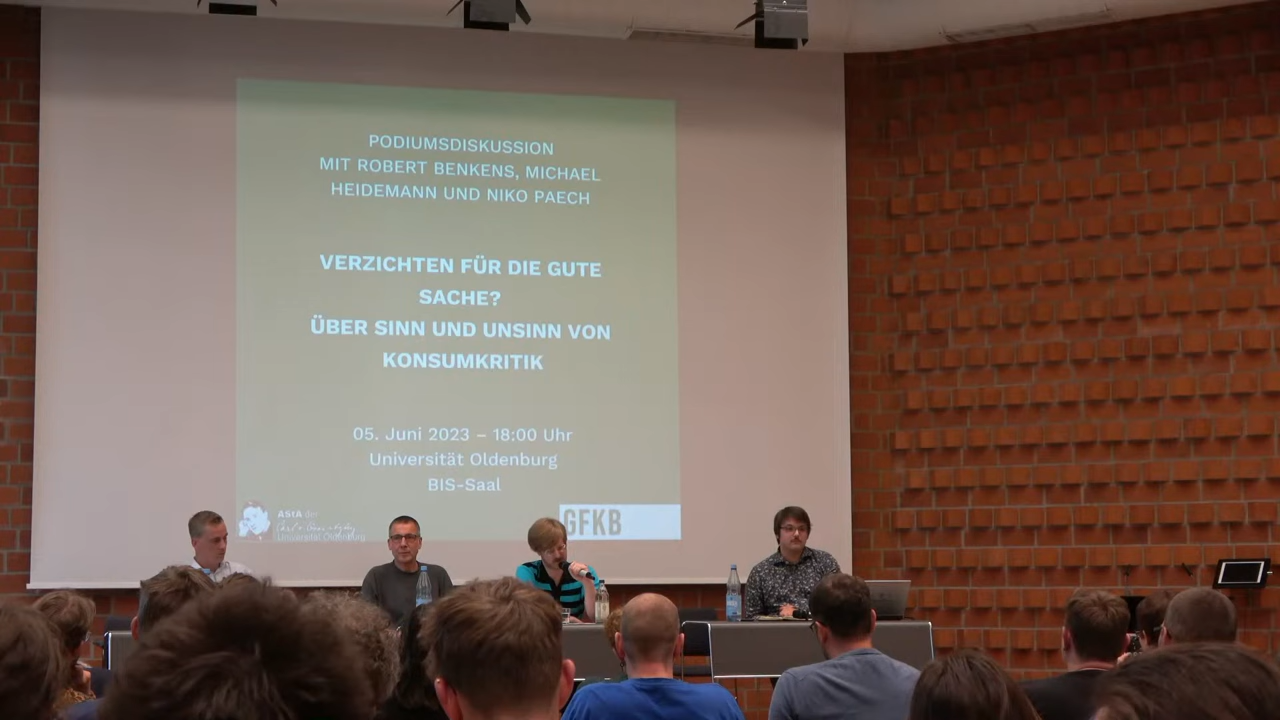 PODIUMSDISKUSSION
MIT ROBERT BENKENS, MICHAEL
HEIDEMANN UND NIKO PAECH
VERZICHTEN FÜR DIE GUTE
SACHE?
ÜBER SINN UND UNSINN VON
KONSUMKRITIK
05. Juni 2023 – 18:00 Uhr
Universität Oldenburg
BIS-Saal
AStA der
Universität Oldenburg
GFKB